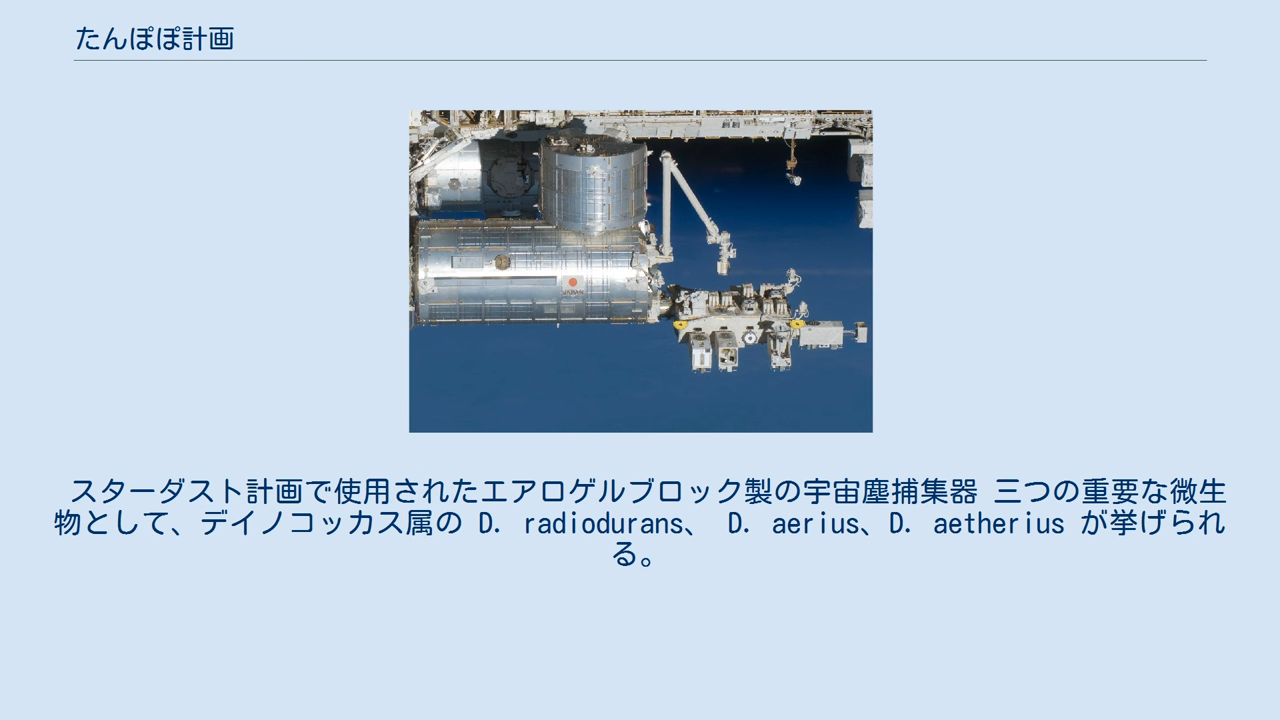 たんぽぽ計画
JAPAN
スターダスト計画で使用されたエアロゲルブロック製の宇宙塵捕集器 三つの重要な微生
物として、デイノコッカス属の D. radiodurans、 D. aerius、D. aetherius が挙げられ
る。